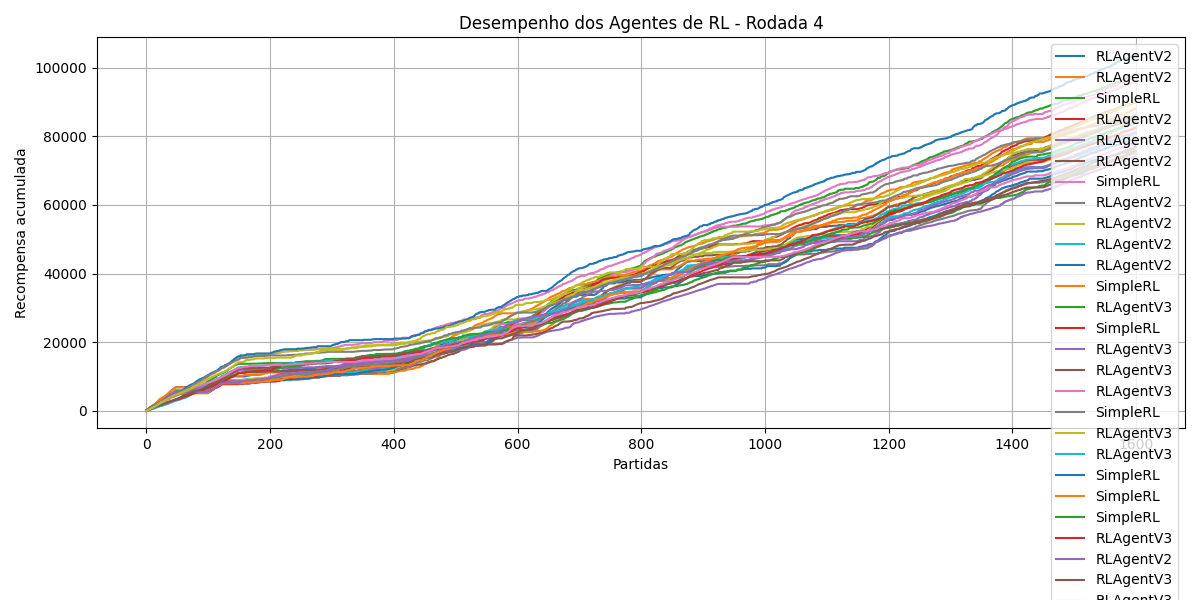 Desempenho dos Agentes de RL - Rodada 4
Recompensa acumulada
100000
80000
60000
40000
20000
0
0 200 400 600 800 1000 1200 1400 1600
Partidas
RLAgentV2
RLAgentV2
SimpleRL
RLAgentV2
RLAgentV2
RLAgentV2
SimpleRL
RLAgentV2
RLAgentV2
RLAgentV2
RLAgentV2
SimpleRL
RLAgentV3
SimpleRL
RLAgentV3
RLAgentV3
RLAgentV3
SimpleRL
RLAgentV3
RLAgentV3
SimpleRL
SimpleRL
SimpleRL
RLAgentV3
RLAgentV2
RLAgentV3
RLAgentV3